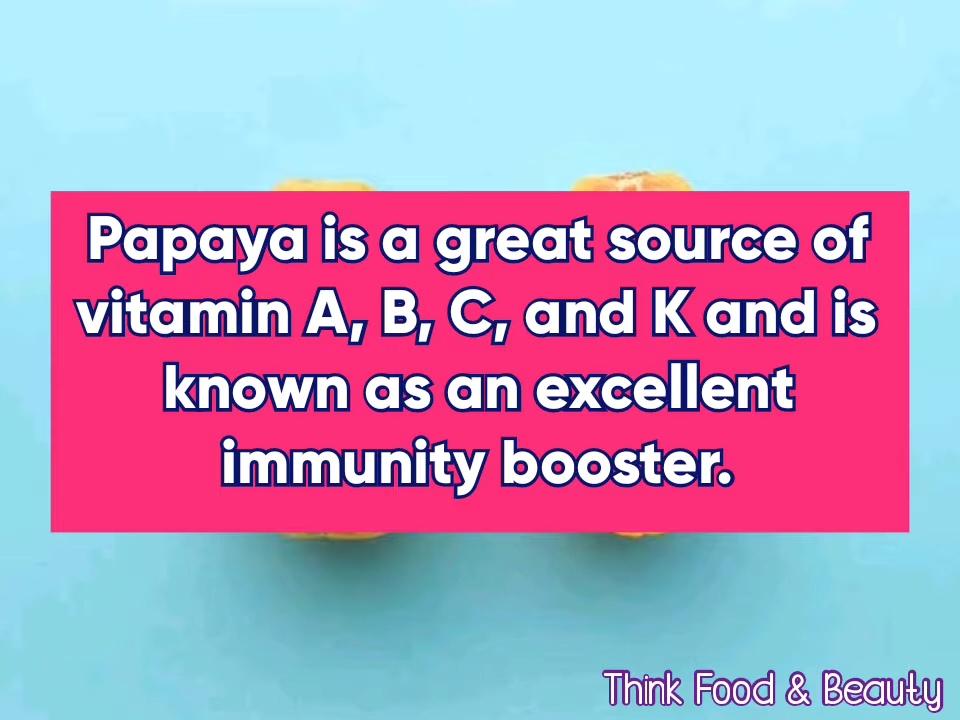 Papaya is a great source of
vitamin A, B, C, and K and is
known as an excellent
immunity booster.
Think Food & Beauty